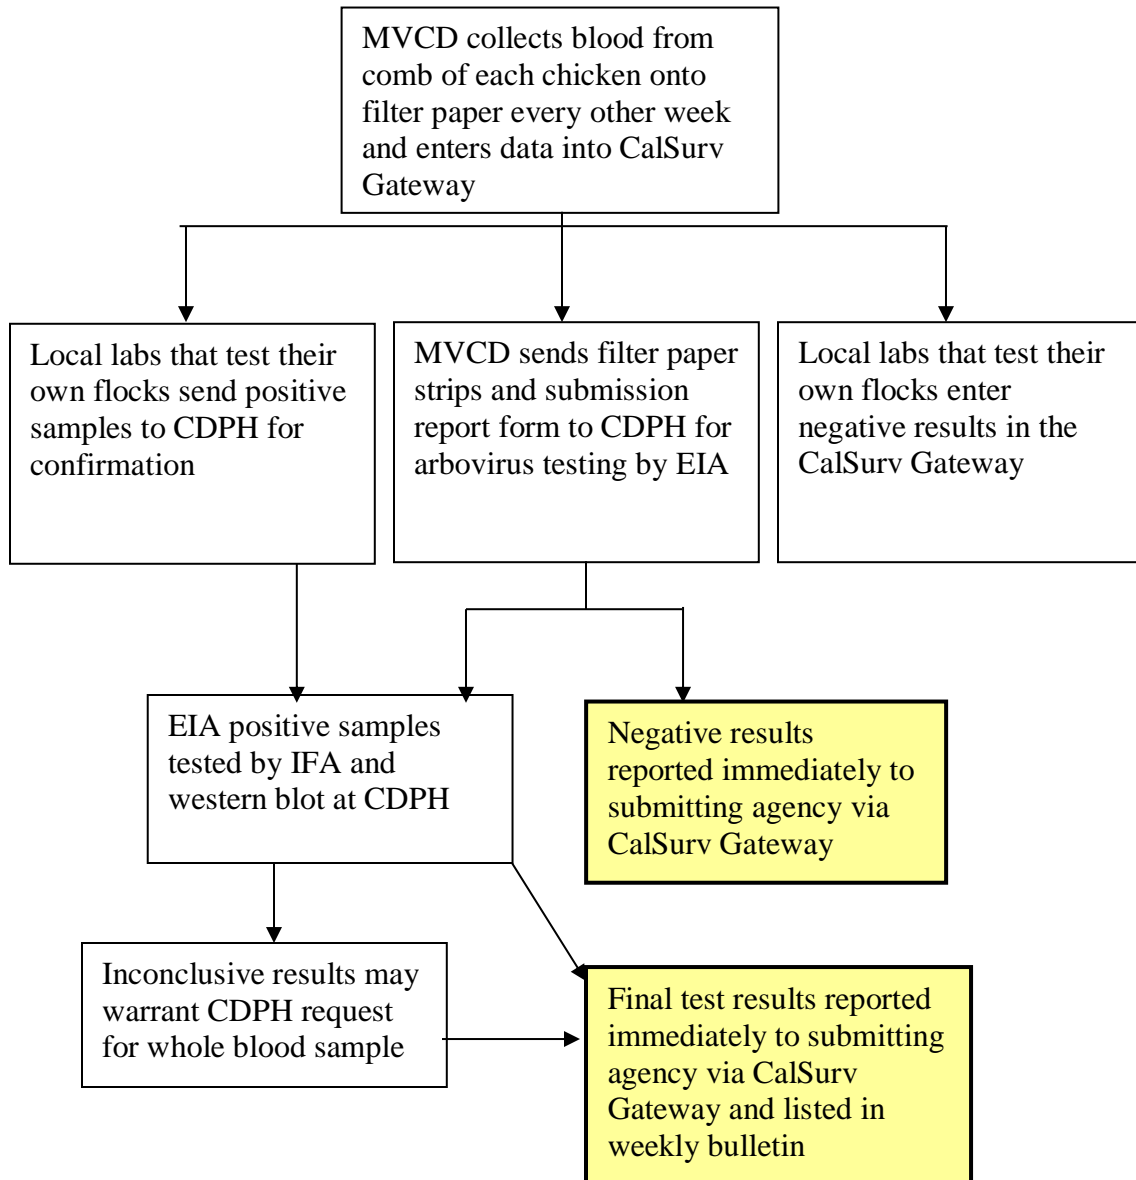 MVCD collects blood from
comb of each chicken onto
filter paper every other week
and enters data into CalSurv
Gateway
Local labs that test their
own flocks send positive
samples to CDPH for
confirmation
MVCD sends filter paper
strips and submission
report form to CDPH for
arbovirus testing by EIA
Local labs that test their
own flocks enter
negative results in the
CalSurv Gateway
EIA positive samples
tested by IFA and
western blot at CDPH
Negative results
reported immediately to
submitting agency via
CalSurv Gateway
Inconclusive results may
warrant CDPH request
for whole blood sample
Final test results reported
immediately to submitting
agency via CalSurv
Gateway and listed in
weekly bulletin